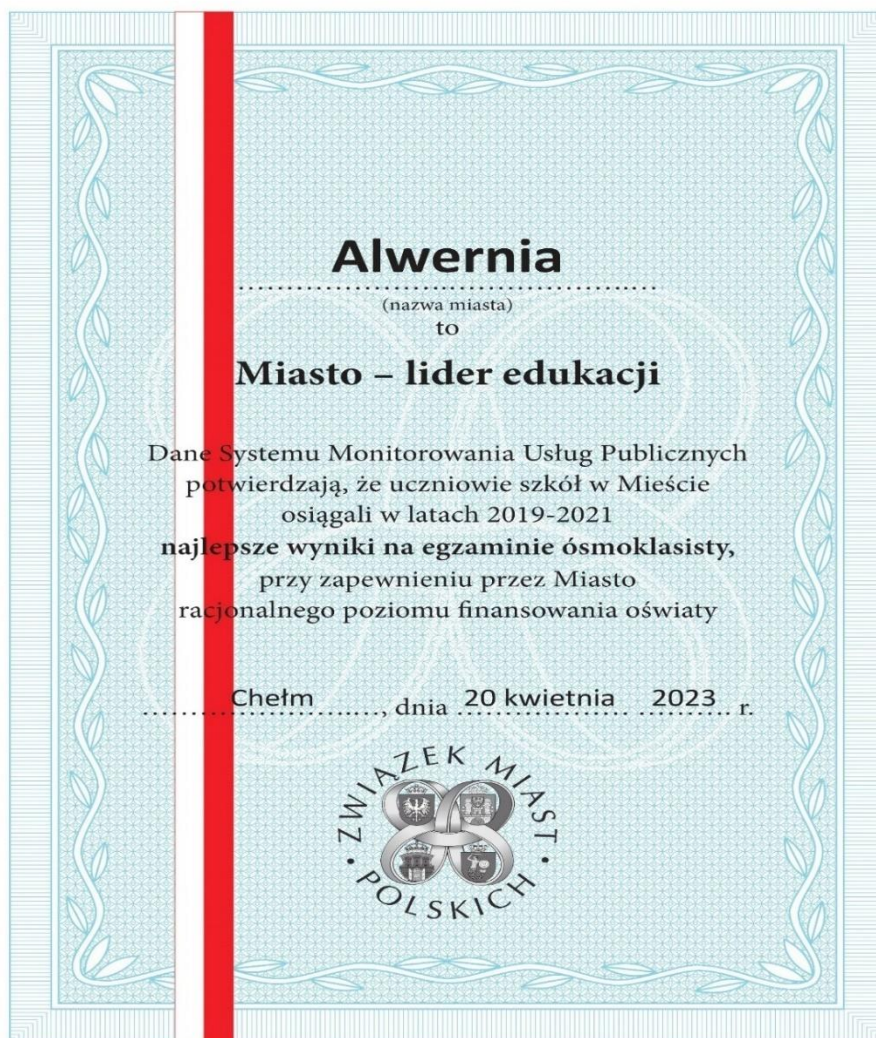 Alwernia
..............................................................
(nazwa miasta)
to
Miasto – lider edukacji
Dane Systemu Monitorowania Usług Publicznych
potwierdzają, że uczniowie szkół w Mieście
osiągali w latach 2019-2021
najlepsze wyniki na egzaminie ósmoklasisty,
przy zapewnieniu przez Miasto
racjonalnego poziomu finansowania oświaty
Chełm, dnia 20 kwietnia 2023 r.
ZWIĄZEK MIAST
• POLSKICH •